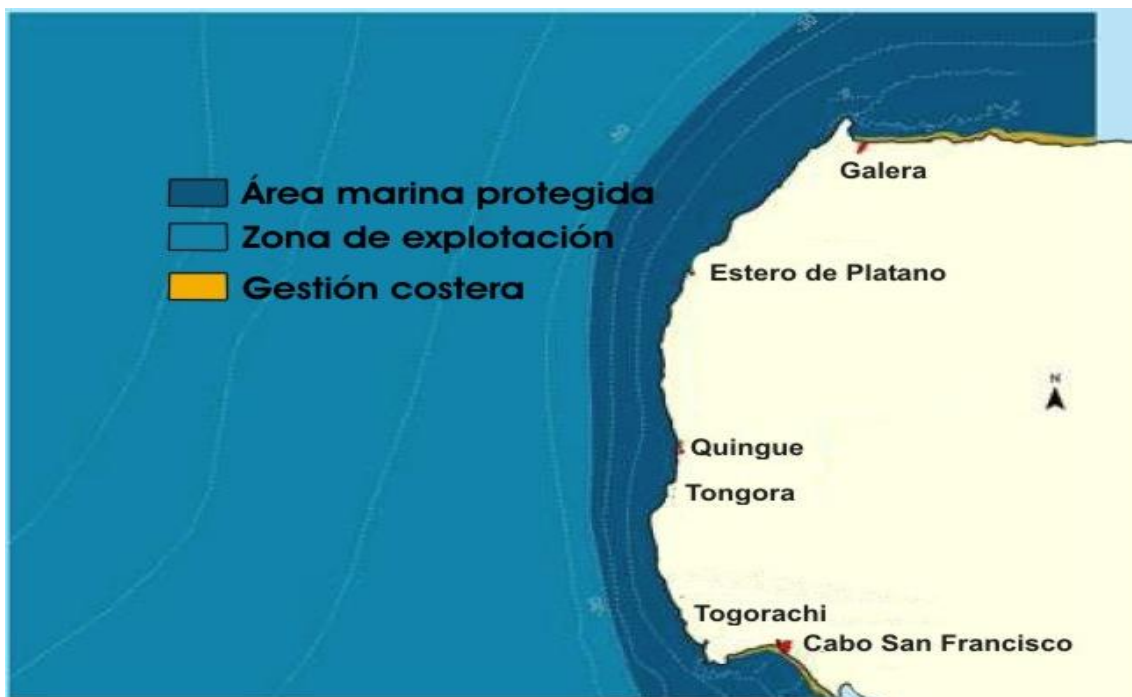 Área marina protegida
Zona de explotación
Gestión costera
Galera
Estero de Platano
N
Quingue
Tongora
Togorachi
Cabo San Francisco